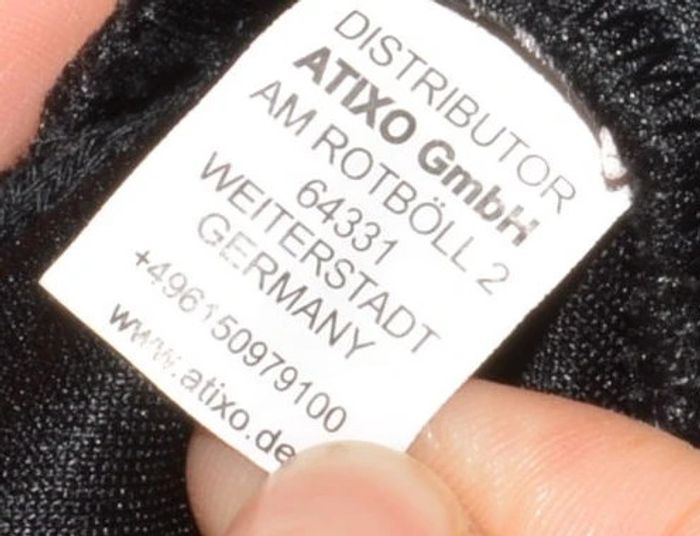 DISTRIBUTOR
ATIXO GmbH
AM ROTBÖLL 2
64331
WEITERSTADT
GERMANY
+496150979100
www.atixo.de